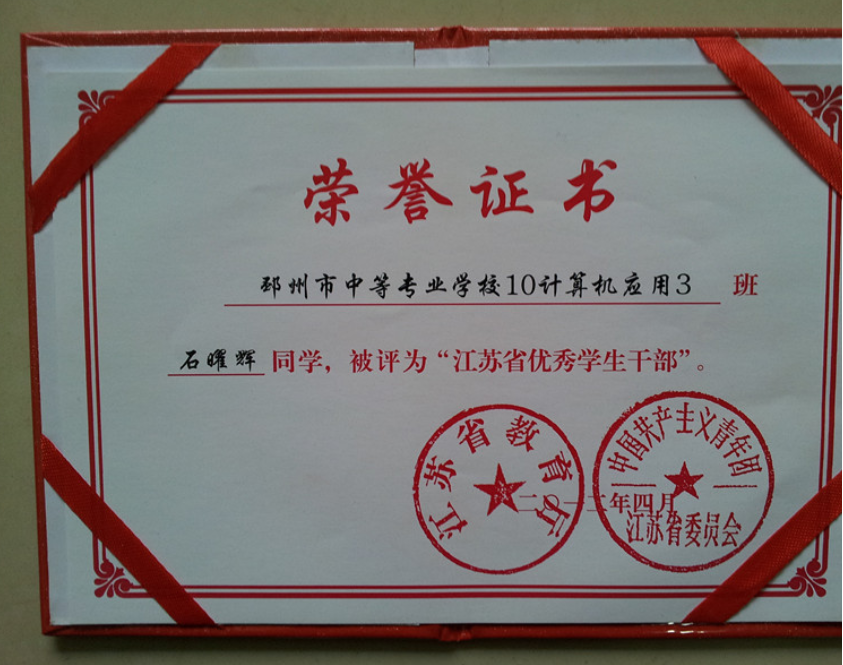 荣誉证书
邳州市中等专业学校10计算机应用3 班
石曜辉 同学，被评为“江苏省优秀学生干部”。
江苏省教育厅
中国共产主义青年团
江苏省委员会
二〇一二年四月